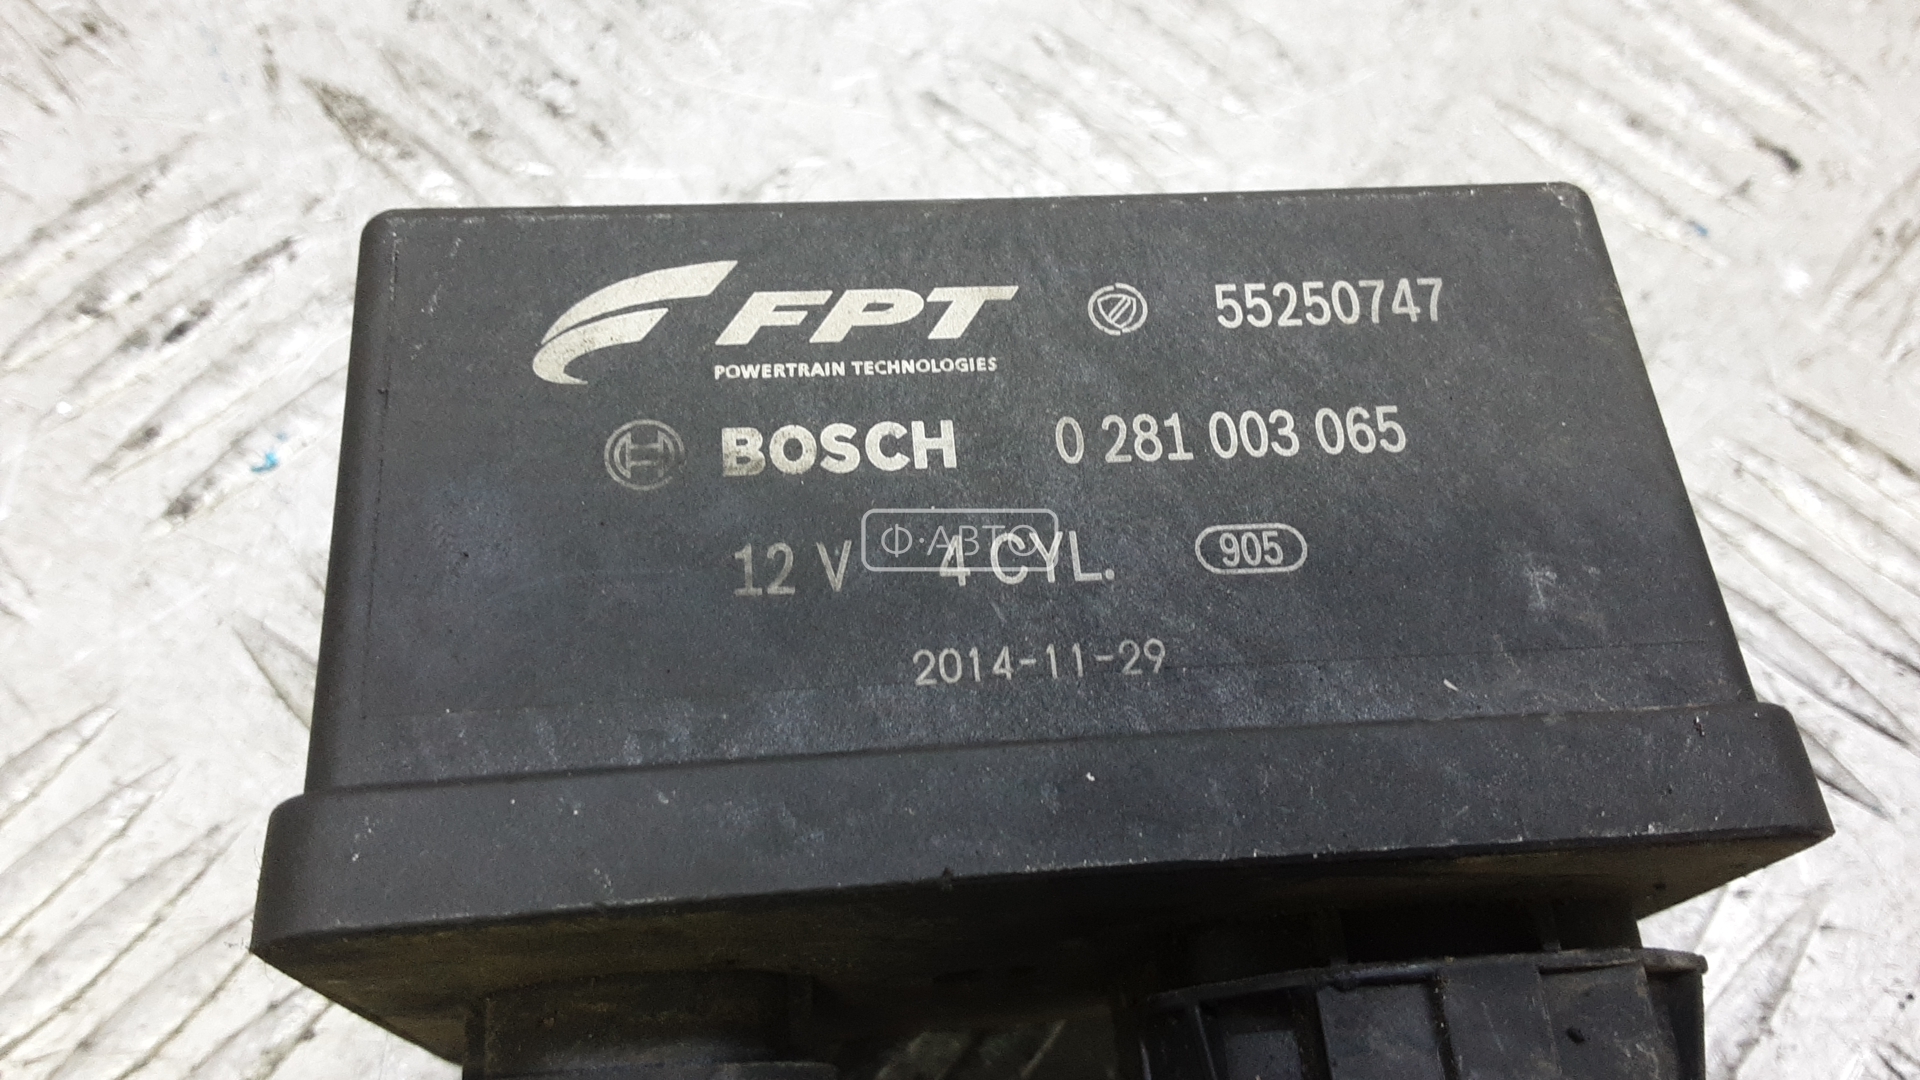 FPT 55250747
POWERTRAIN TECHNOLOGIES
BOSCH 0 281 003 065
Ф·АВТО
12 V 4 CYL. 905
2014-11-29